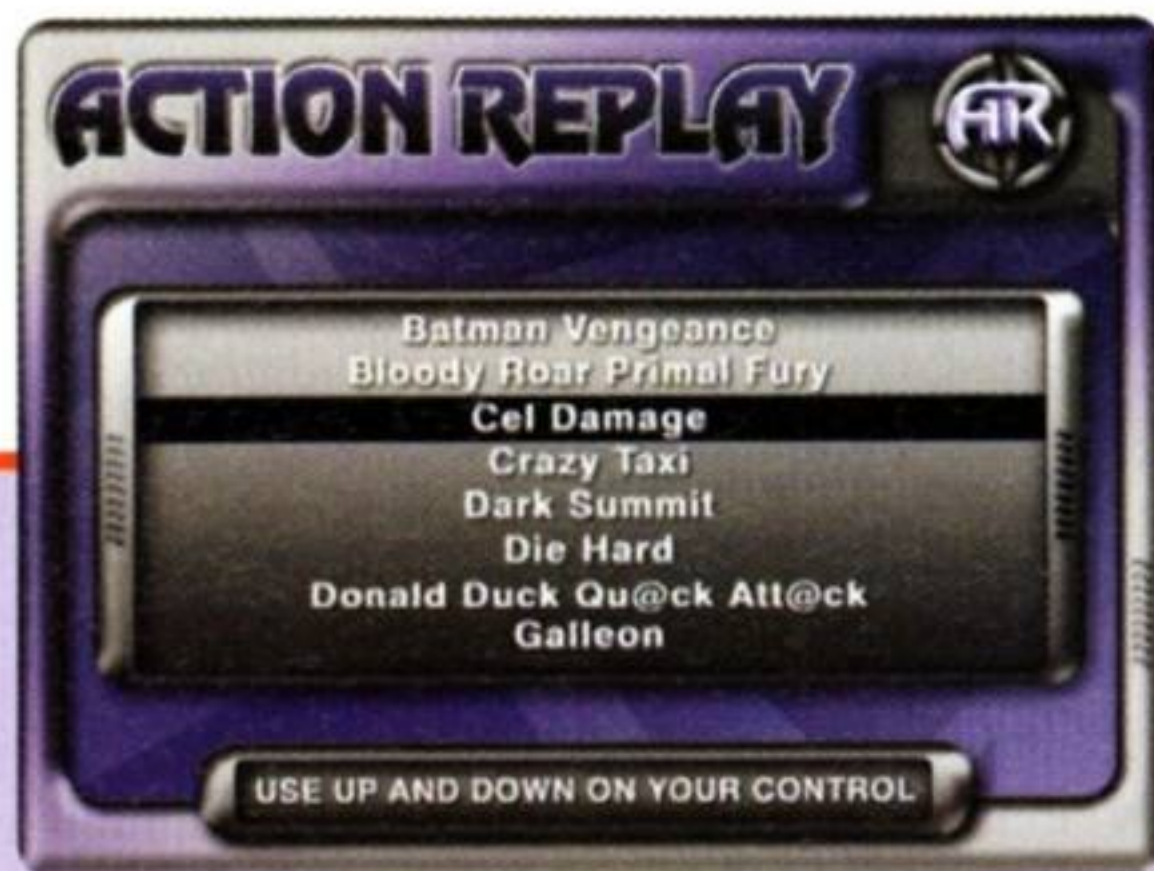 ACTION REPLAY
AR
Batman Vengeance
Bloody Roar Primal Fury
Cel Damage
Crazy Taxi
Dark Summit
Die Hard
Donald Duck Qu@ck Att@ck
Galleon
USE UP AND DOWN ON YOUR CONTROL